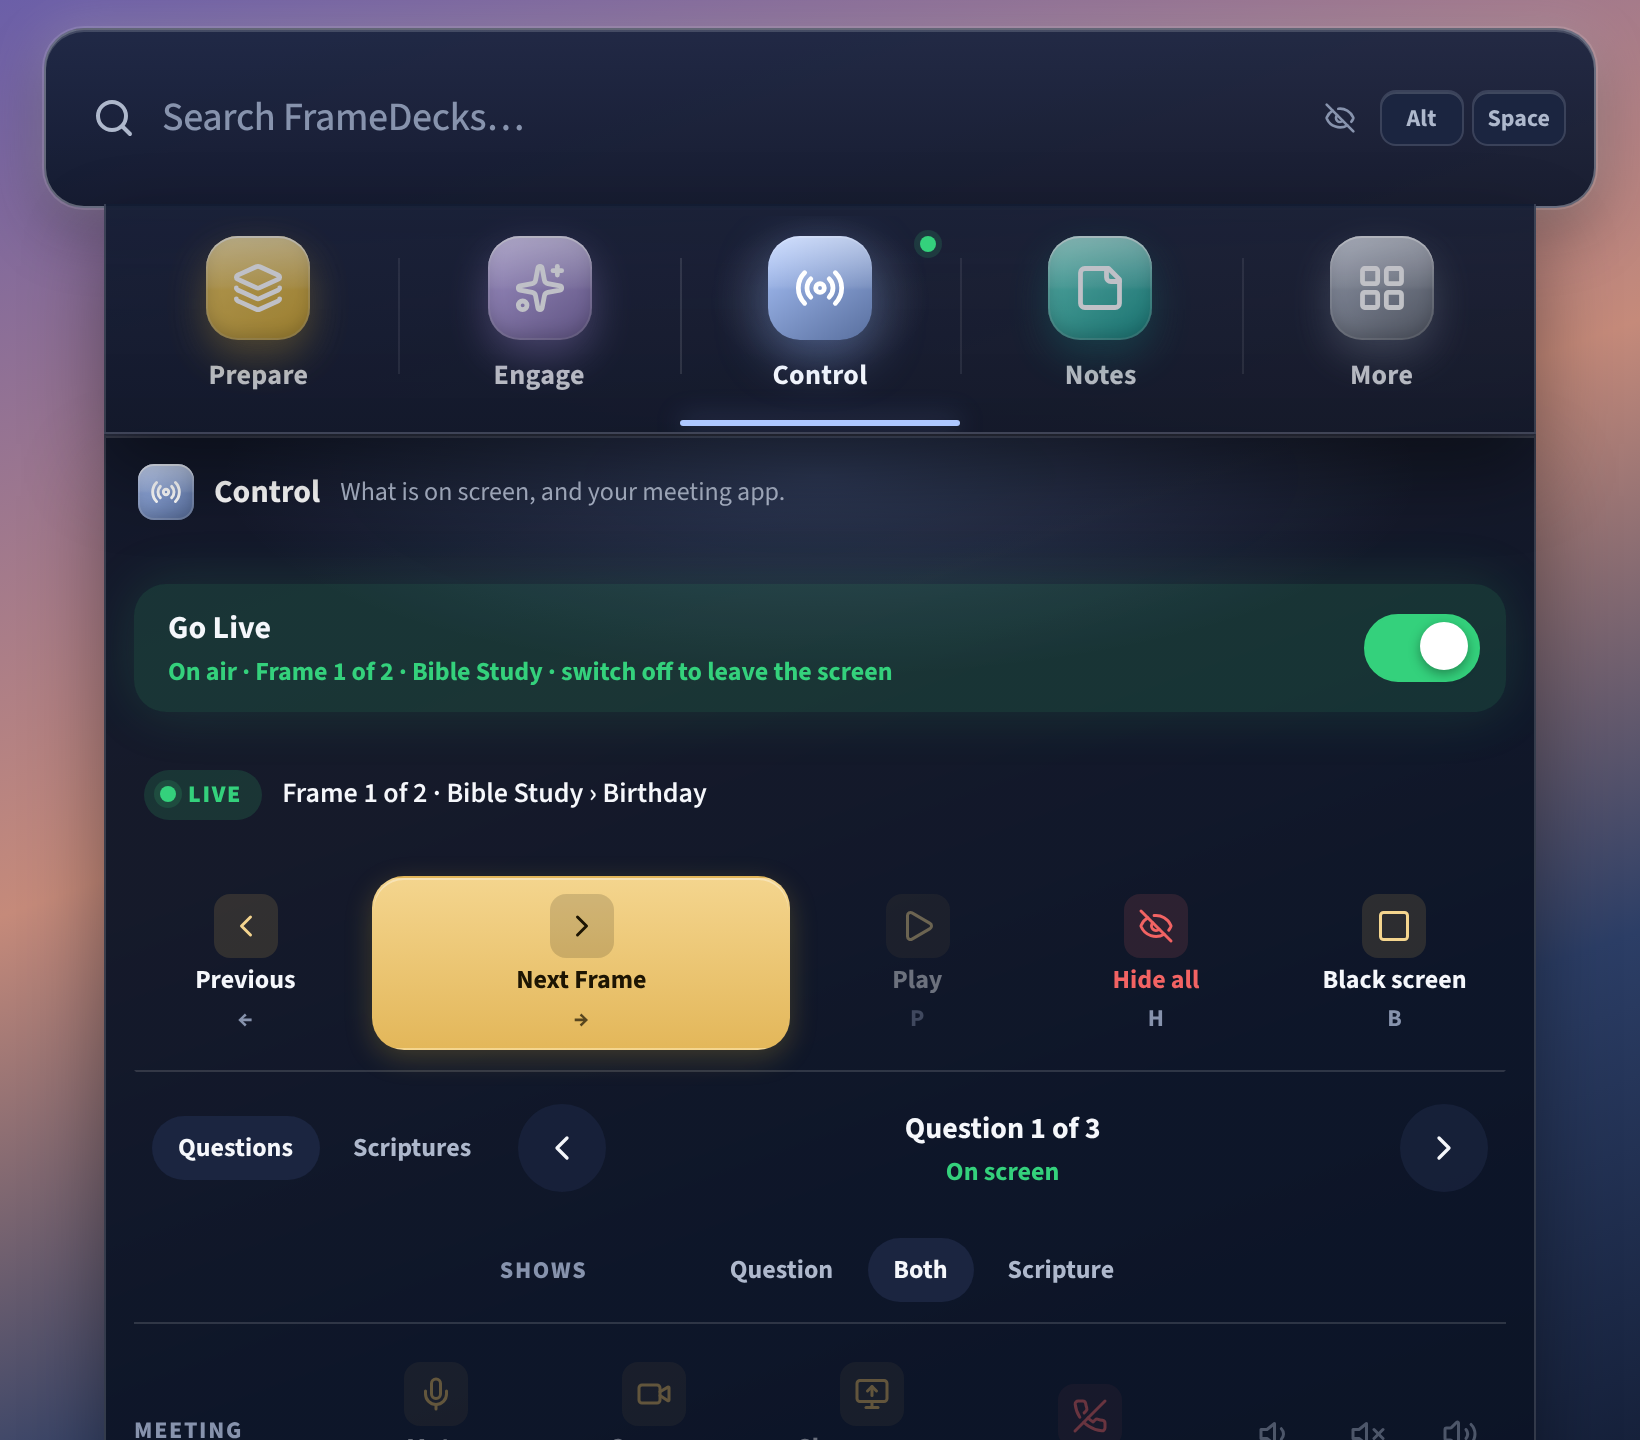 Search FrameDecks...
Alt
Space
Prepare
Engage
Control
Notes
More
Control
What is on screen, and your meeting app.
Go Live
On air · Frame 1 of 2 · Bible Study · switch off to leave the screen
LIVE
Frame 1 of 2 · Bible Study › Birthday
Previous
←
Next Frame
→
Play
P
Hide all
H
Black screen
B
Questions
Scriptures
Question 1 of 3
On screen
SHOWS
Question
Both
Scripture
MEETING